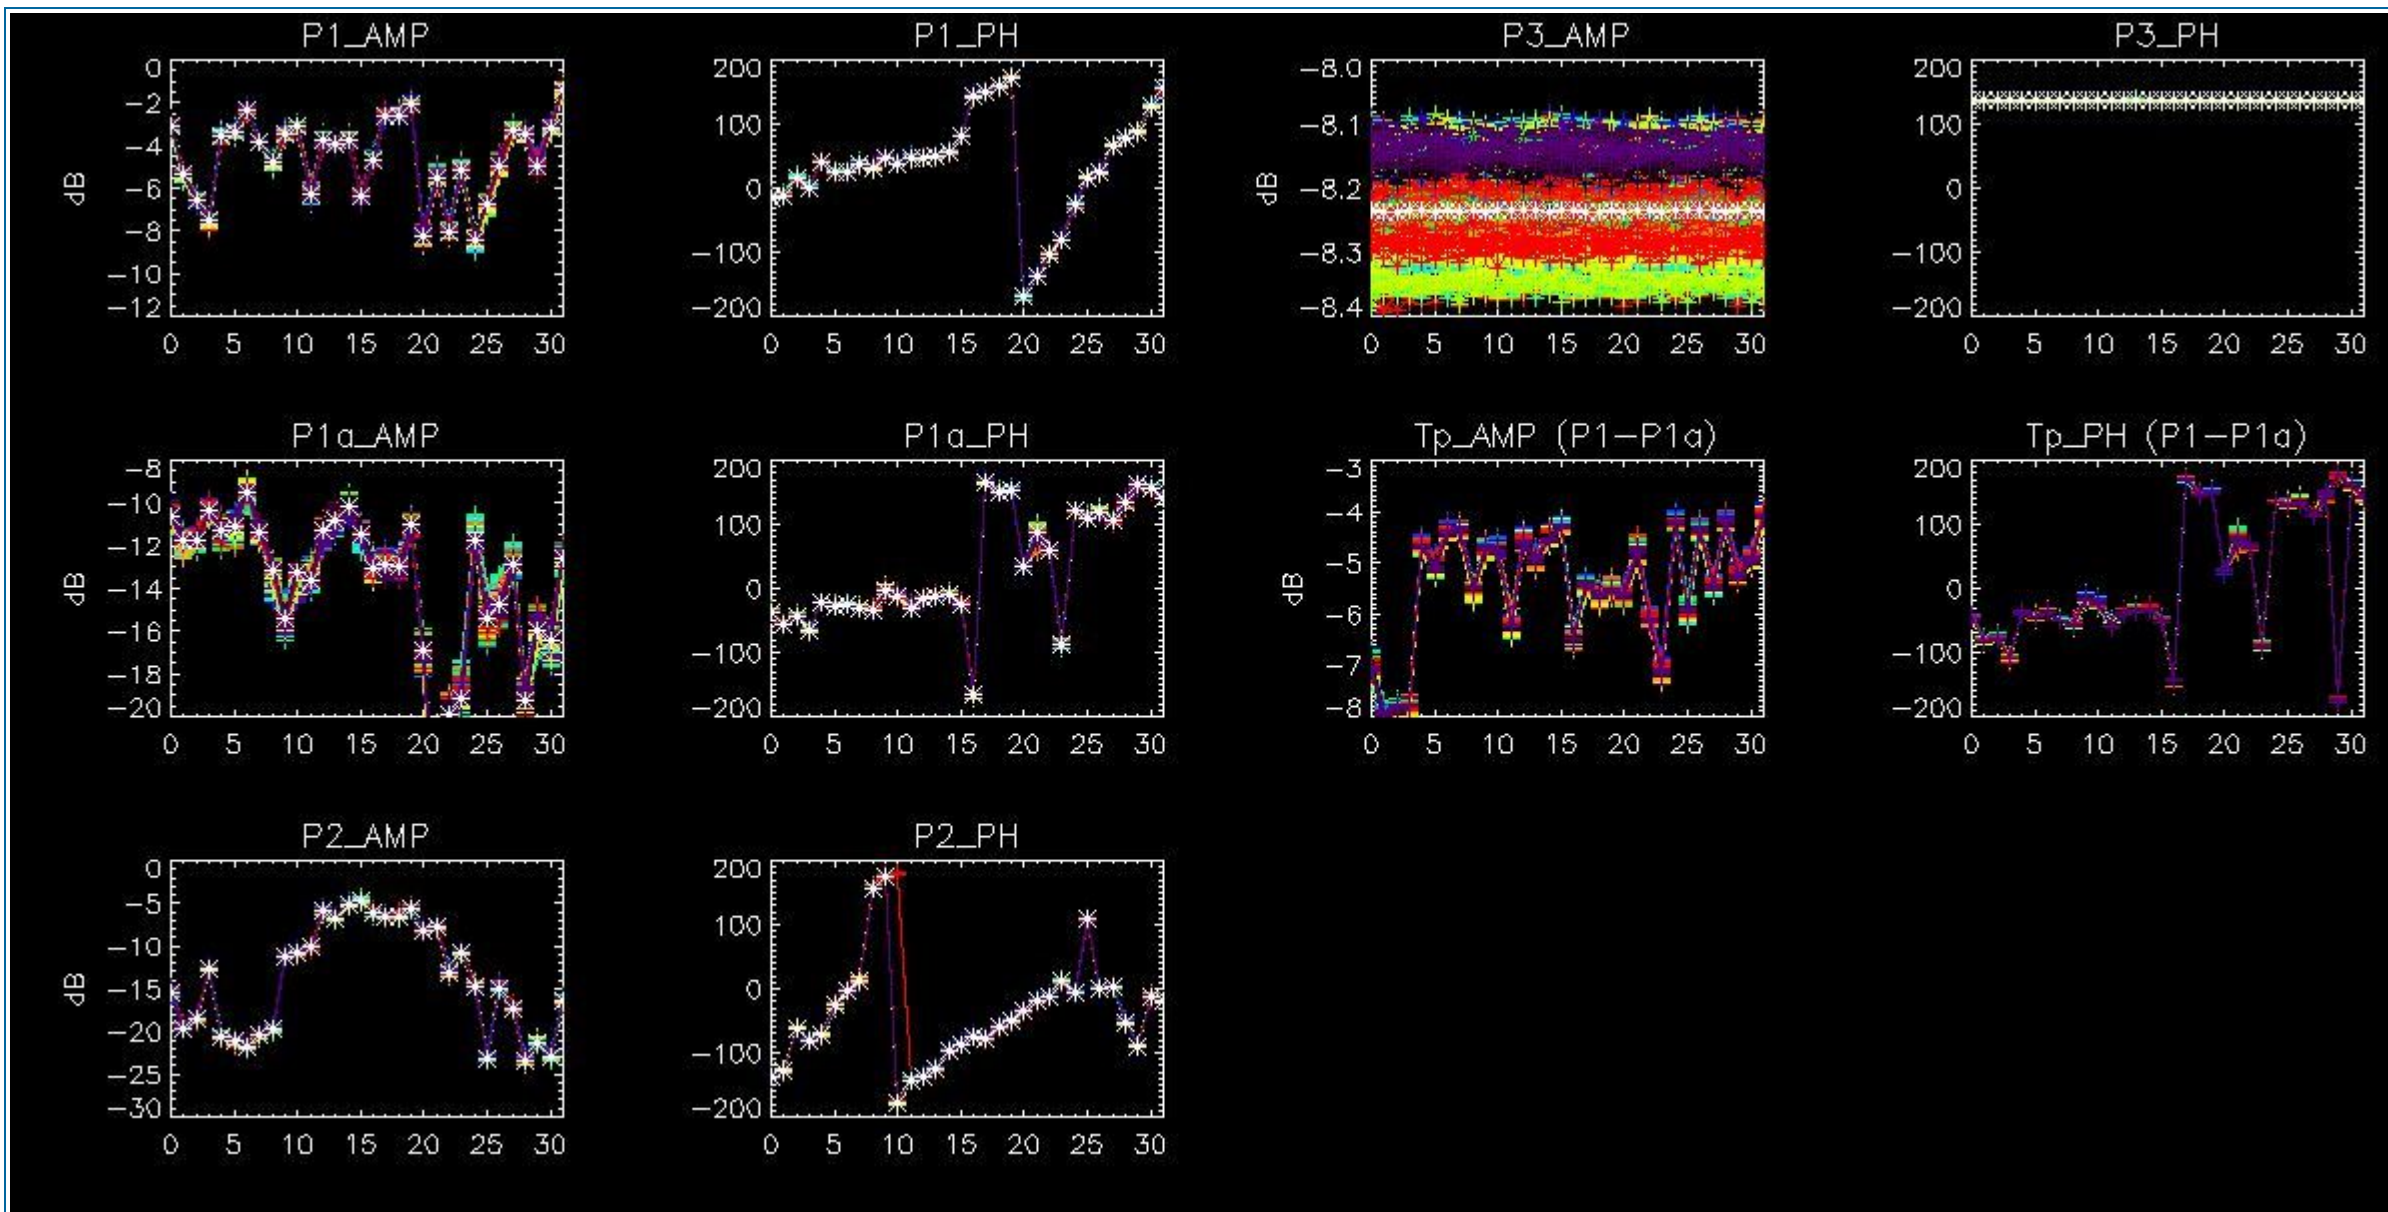 P1_AMP P1_PH P3_AMP P3_PH
0 200 -8.0 200
-2 100 -8.1 100
-4 0 -8.2 0
-6 -100 -8.3 -100
-8 -200 -8.4 -200
-10
-12
dB dB
0 5 10 15 20 25 30 0 5 10 15 20 25 30 0 5 10 15 20 25 30 0 5 10 15 20 25 30
P1a_AMP P1a_PH Tp_AMP (P1-P1a) Tp_PH (P1-P1a)
-8 200 -3 200
-10 100 -4 100
-12 0 -5 0
-14 -100 -6 -100
-16 -200 -7 -200
-18 -8
-20
dB dB
0 5 10 15 20 25 30 0 5 10 15 20 25 30 0 5 10 15 20 25 30 0 5 10 15 20 25 30
P2_AMP P2_PH
0 200
-5 100
-10 0
-15 -100
-20 -200
-25
-30
dB
0 5 10 15 20 25 30 0 5 10 15 20 25 30